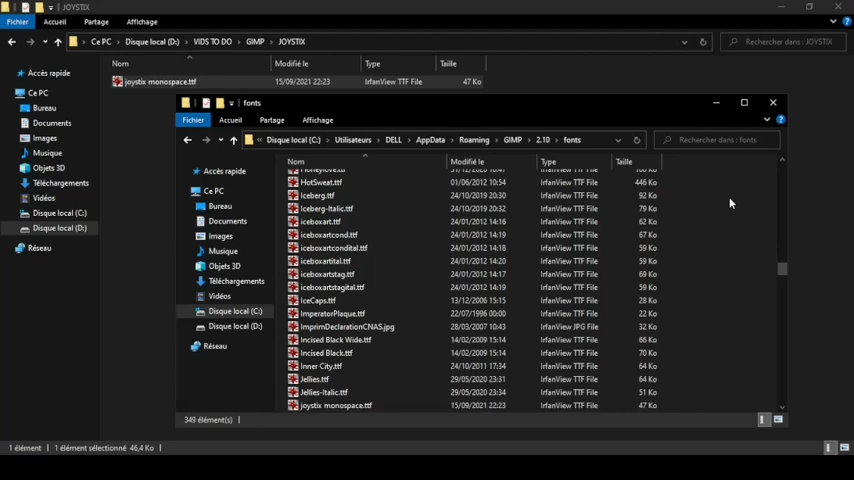 JOYSTIX
Fichier Accueil Partage Affichage
Ce PC Disque local (D:) VIDS TO DO GIMP JOYSTIX Rechercher dans : JOYSTIX
Accès rapide
Ce PC
Bureau
Documents
Images
Musique
Objets 3D
Téléchargements
Vidéos
Disque local (C:)
Disque local (D:)
Réseau
Nom Modifié le Type Taille
joystix monospace.ttf 15/09/2021 22:23 IrfanView TTF File 47 Ko
fonts
Fichier Accueil Partage Affichage
« Disque local (C:) Utilisateurs DELL AppData Roaming GIMP 2.10 fonts Rechercher dans : fonts
Accès rapide
Ce PC
Bureau
Documents
Images
Musique
Objets 3D
Téléchargements
Vidéos
Disque local (C:)
Disque local (D:)
Réseau
Nom Modifié le Type Taille
HotSweat.ttf 01/06/2012 10:54 IrfanView TTF File 446 Ko
Iceberg.ttf 24/10/2019 20:30 IrfanView TTF File 92 Ko
Iceberg-Italic.ttf 24/10/2019 20:32 IrfanView TTF File 79 Ko
iceboxart.ttf 24/01/2012 14:16 IrfanView TTF File 62 Ko
iceboxartcond.ttf 24/01/2012 14:19 IrfanView TTF File 67 Ko
iceboxartcondital.ttf 24/01/2012 14:18 IrfanView TTF File 59 Ko
iceboxartital.ttf 24/01/2012 14:20 IrfanView TTF File 61 Ko
iceboxartstag.ttf 24/01/2012 14:17 IrfanView TTF File 69 Ko
iceboxartstagital.ttf 24/01/2012 14:19 IrfanView TTF File 59 Ko
IceCaps.ttf 13/12/2006 15:15 IrfanView TTF File 28 Ko
ImperatorPlaque.ttf 22/07/1996 00:00 IrfanView TTF File 22 Ko
ImprimDeclarationCNAS.jpg 28/03/2007 10:43 IrfanView JPG File 32 Ko
Incised Black Wide.ttf 14/02/2009 15:14 IrfanView TTF File 66 Ko
Incised Black.ttf 14/02/2009 15:14 IrfanView TTF File 70 Ko
Inner City.ttf 24/10/2011 17:34 IrfanView TTF File 64 Ko
Jellies.ttf 29/05/2020 23:31 IrfanView TTF File 64 Ko
Jellies-Italic.ttf 29/05/2020 23:34 IrfanView TTF File 51 Ko
joystix monospace.ttf 15/09/2021 22:23 IrfanView TTF File 47 Ko
349 élément(s)
1 élément 1 élément sélectionné 46,4 Ko